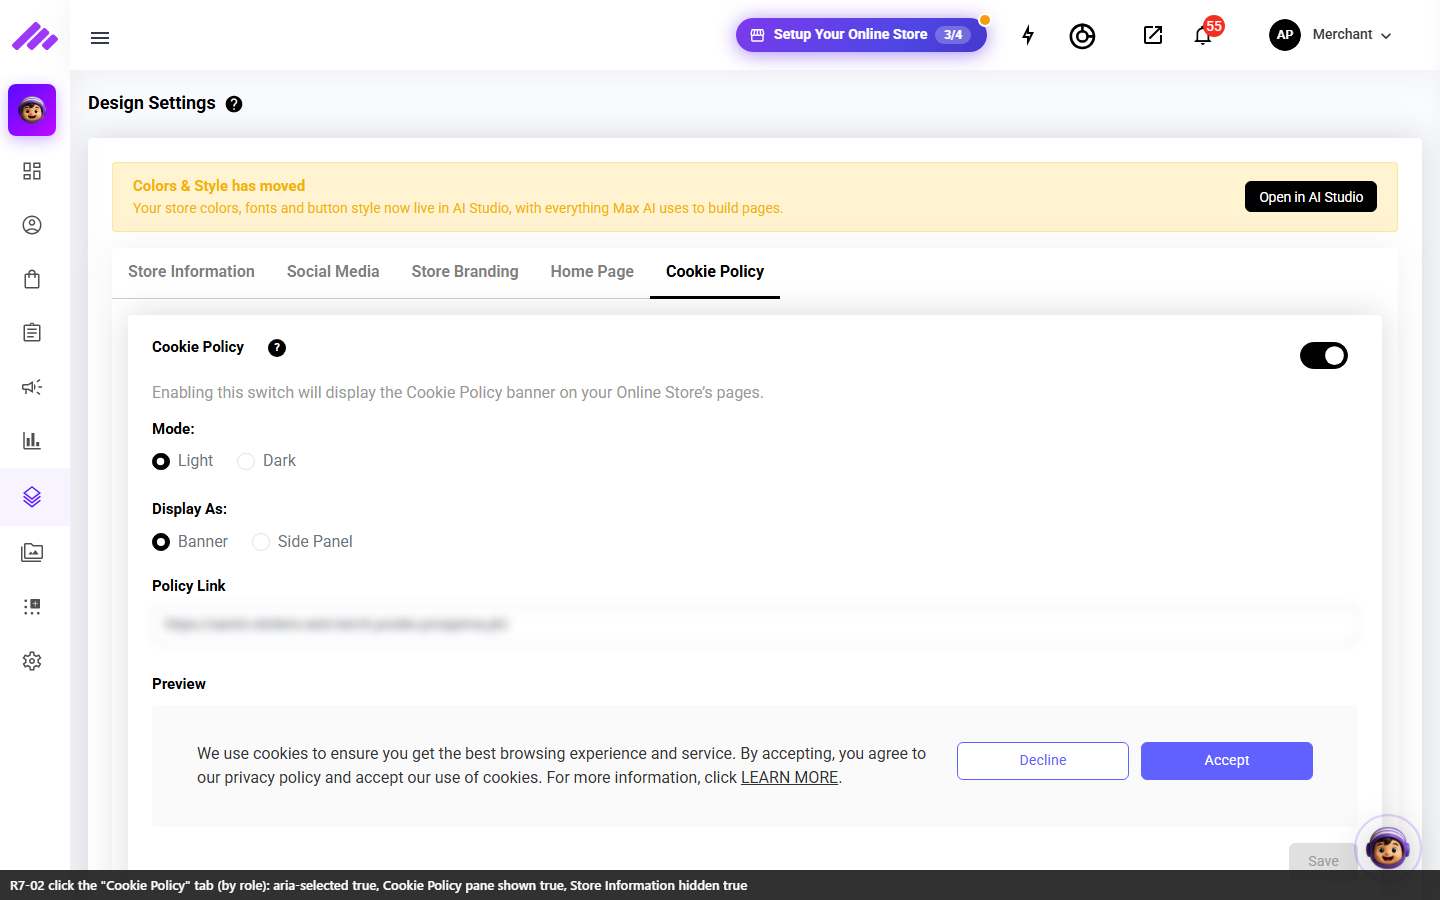 Setup Your Online Store 3/4
55
AP Merchant
Design Settings ?
Colors & Style has moved
Your store colors, fonts and button style now live in AI Studio, with everything Max AI uses to build pages.
Open in AI Studio
Store Information Social Media Store Branding Home Page Cookie Policy
Cookie Policy ?
Enabling this switch will display the Cookie Policy banner on your Online Store’s pages.
Mode:
Light Dark
Display As:
Banner Side Panel
Policy Link
Preview
We use cookies to ensure you get the best browsing experience and service. By accepting, you agree to
our privacy policy and accept our use of cookies. For more information, click LEARN MORE.
Decline Accept
Save
R7-02 click the "Cookie Policy" tab (by role): aria-selected true, Cookie Policy pane shown true, Store Information hidden true